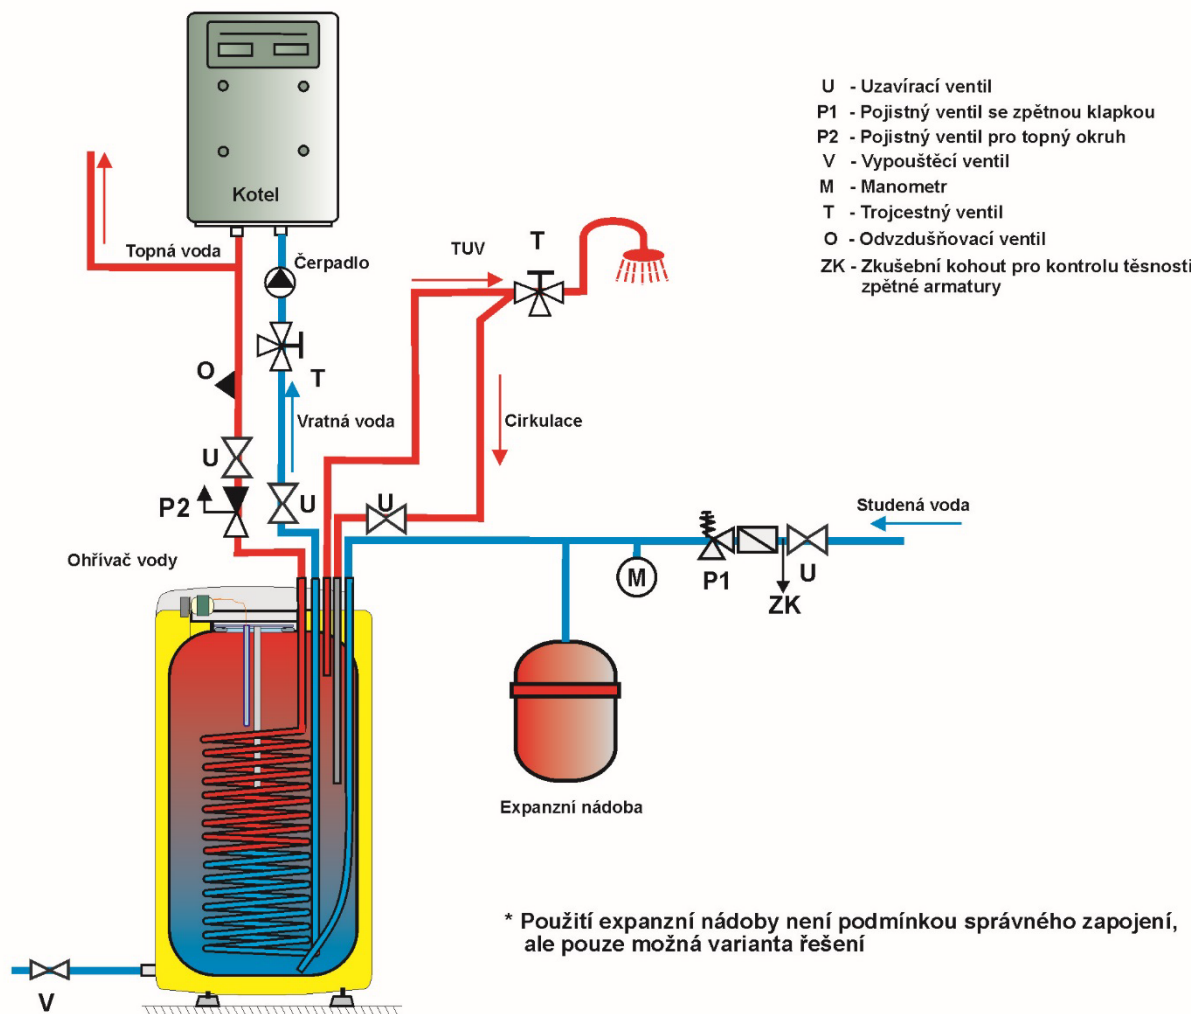 U - Uzavírací ventil
P1 - Pojistný ventil se zpětnou klapkou
P2 - Pojistný ventil pro topný okruh
V - Vypouštěcí ventil
M - Manometr
T - Trojcestný ventil
O - Odvzdušňovací ventil
ZK - Zkušební kohout pro kontrolu těsnosti
zpětné armatury
Kotel
Topná voda
Čerpadlo
TUV
T
O
T
Vratná voda
Cirkulace
U
P2
U
U
Studená voda
Ohřívač vody
M
P1
U
ZK
Expanzní nádoba
* Použití expanzní nádoby není podmínkou správného zapojení,
ale pouze možná varianta řešení
V